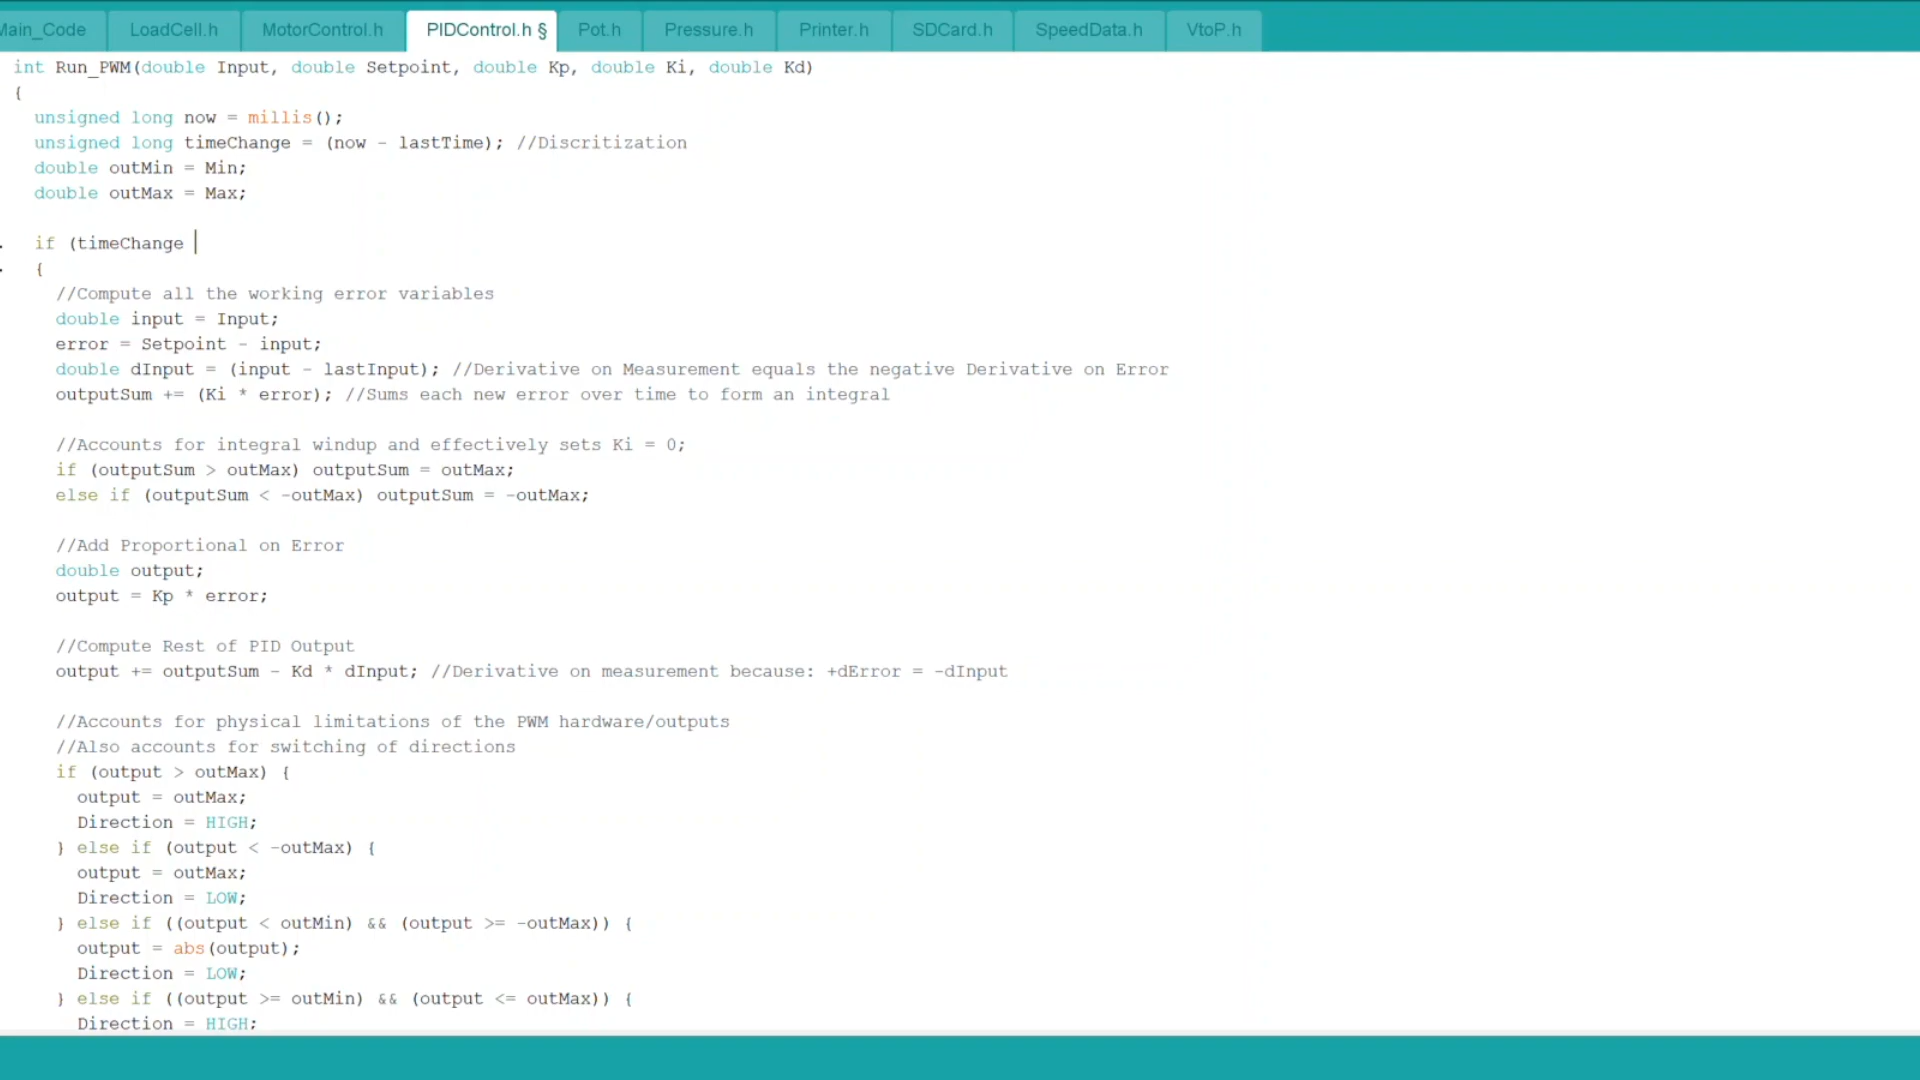 Main_Code LoadCell.h MotorControl.h PIDControl.h § Pot.h Pressure.h Printer.h SDCard.h SpeedData.h VtoP.h
int Run_PWM(double Input, double Setpoint, double Kp, double Ki, double Kd)
{
unsigned long now = millis();
unsigned long timeChange = (now - lastTime); //Discritization
double outMin = Min;
double outMax = Max;
if (timeChange
{
//Compute all the working error variables
double input = Input;
error = Setpoint - input;
double dInput = (input - lastInput); //Derivative on Measurement equals the negative Derivative on Error
outputSum += (Ki * error); //Sums each new error over time to form an integral
//Accounts for integral windup and effectively sets Ki = 0;
if (outputSum > outMax) outputSum = outMax;
else if (outputSum < -outMax) outputSum = -outMax;
//Add Proportional on Error
double output;
output = Kp * error;
//Compute Rest of PID Output
output += outputSum - Kd * dInput; //Derivative on measurement because: +dError = -dInput
//Accounts for physical limitations of the PWM hardware/outputs
//Also accounts for switching of directions
if (output > outMax) {
output = outMax;
Direction = HIGH;
} else if (output < -outMax) {
output = outMax;
Direction = LOW;
} else if ((output < outMin) && (output >= -outMax)) {
output = abs(output);
Direction = LOW;
} else if ((output >= outMin) && (output <= outMax)) {
Direction = HIGH;